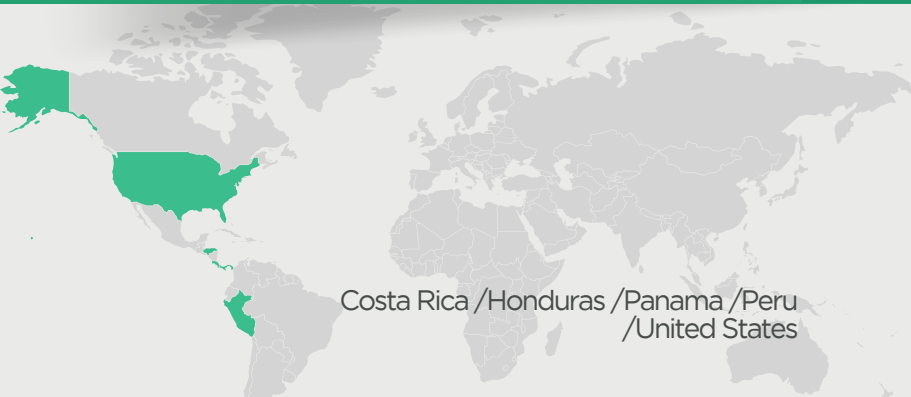 Costa Rica /Honduras /Panama /Peru
/United States